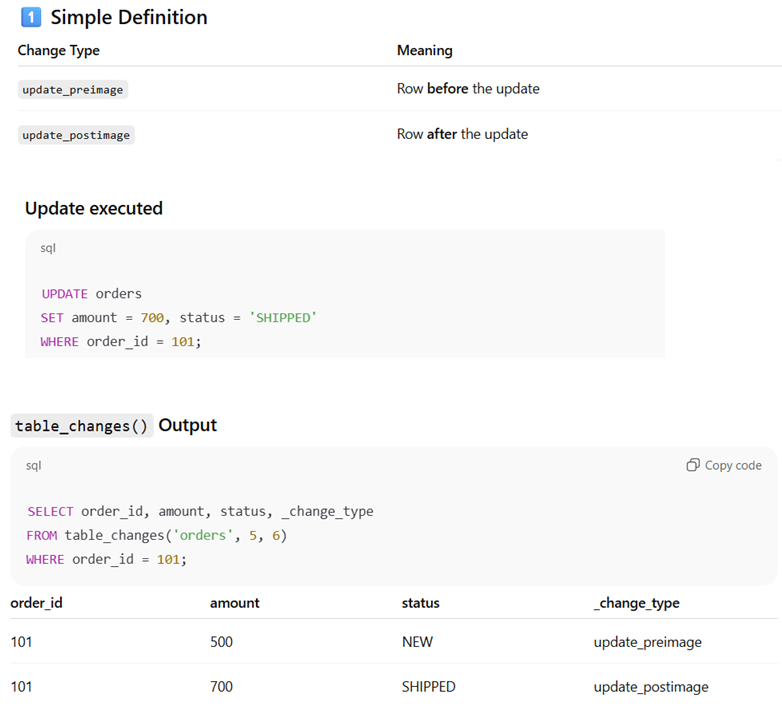 1 Simple Definition
Change Type Meaning
update_preimage Row before the update
update_postimage Row after the update
Update executed
sql
UPDATE orders
SET amount = 700, status = 'SHIPPED'
WHERE order_id = 101;
table_changes() Output
sql Copy code
SELECT order_id, amount, status, _change_type
FROM table_changes('orders', 5, 6)
WHERE order_id = 101;
order_id amount status _change_type
101 500 NEW update_preimage
101 700 SHIPPED update_postimage